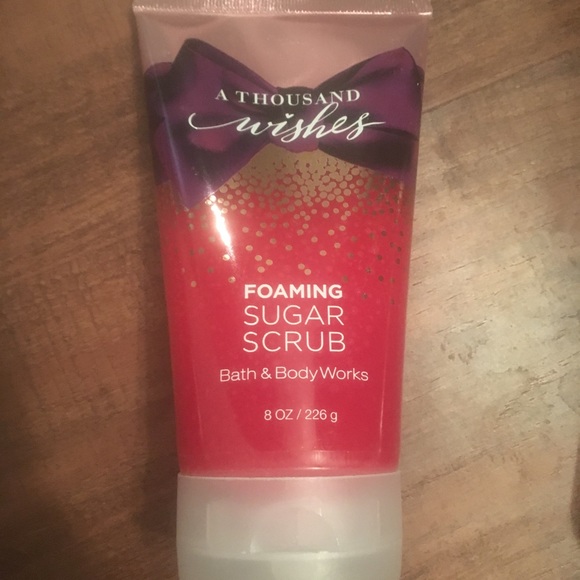 A THOUSAND
wishes
FOAMING
SUGAR
SCRUB
Bath & Body Works
8 OZ / 226 g